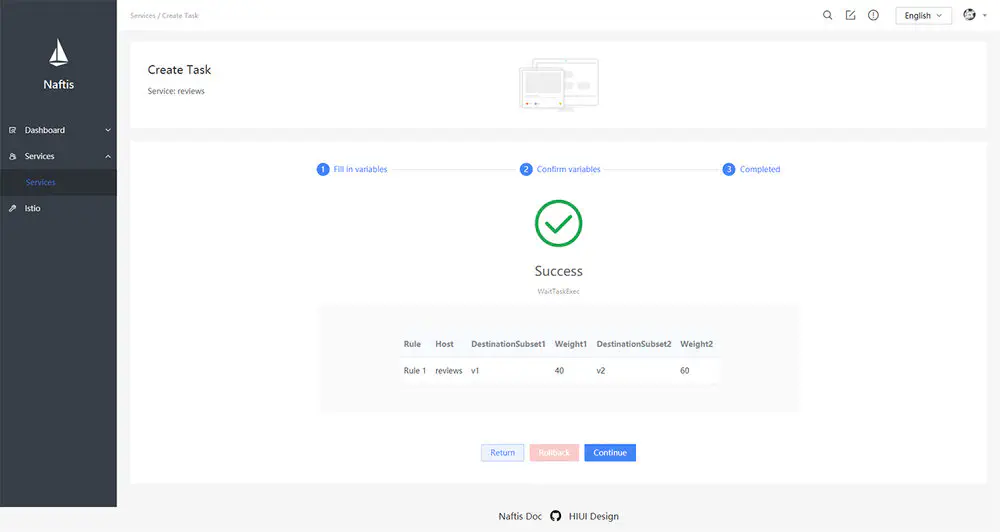 Services / Create Task
English
Naftis
Create Task
Service: reviews
Dashboard
Services
Services
Istio
1 Fill in variables
2 Confirm variables
3 Completed
Success
WaitTaskExec
Rule Host DestinationSubset1 Weight1 DestinationSubset2 Weight2
Rule 1 reviews v1 40 v2 60
Return Rollback Continue
Naftis Doc HIUI Design